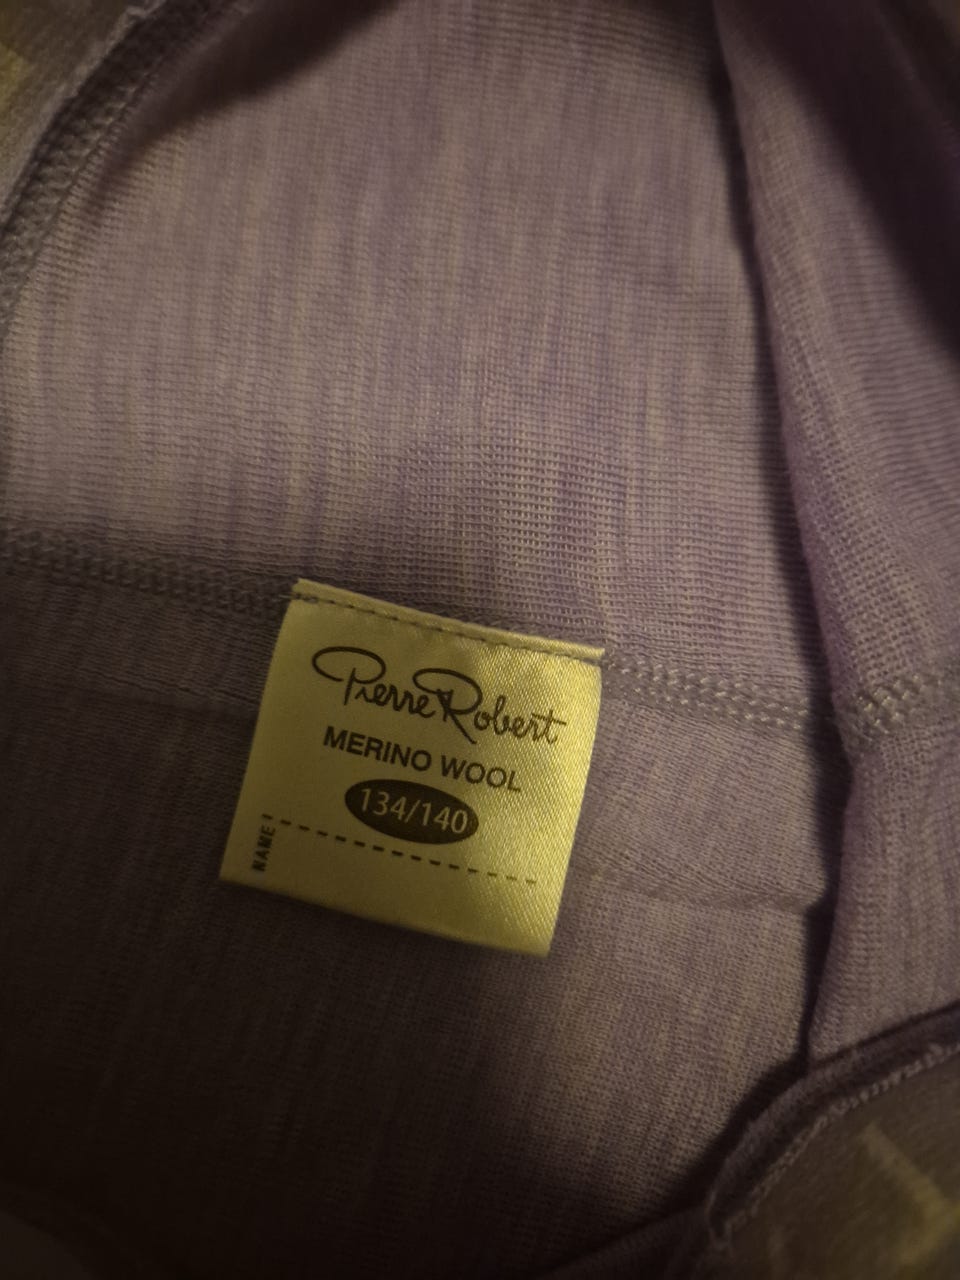 Pierre Robert
MERINO WOOL
134/140
NAME